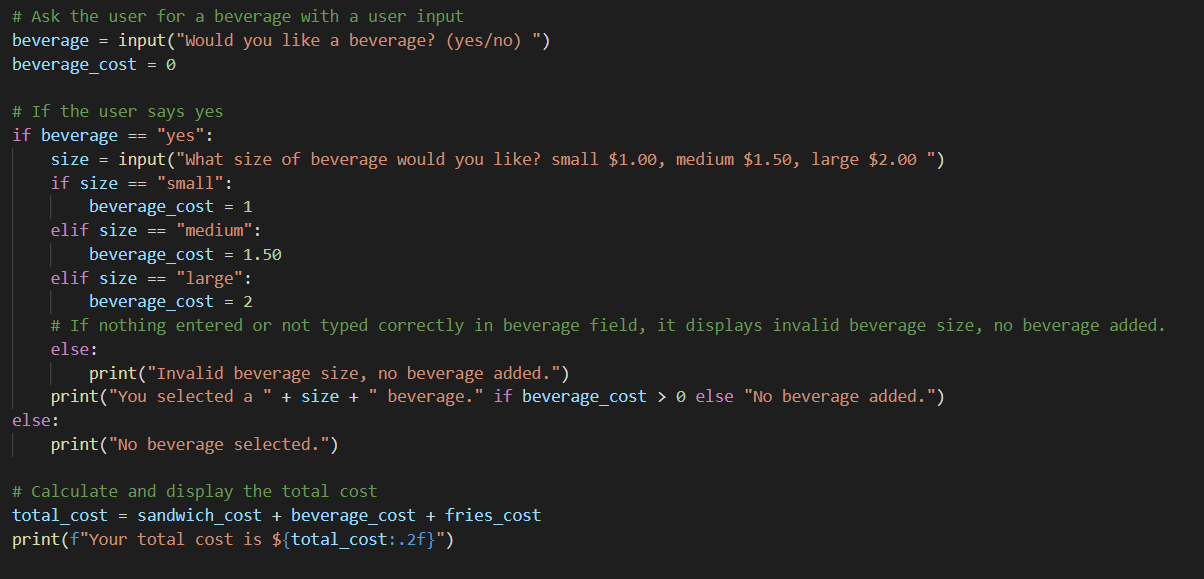 # Ask the user for a beverage with a user input
beverage = input("Would you like a beverage? (yes/no) ")
beverage_cost = 0

# If the user says yes
if beverage == "yes":
    size = input("What size of beverage would you like? small $1.00, medium $1.50, large $2.00 ")
    if size == "small":
        beverage_cost = 1
    elif size == "medium":
        beverage_cost = 1.50
    elif size == "large":
        beverage_cost = 2
    # If nothing entered or not typed correctly in beverage field, it displays invalid beverage size, no beverage added.
    else:
        print("Invalid beverage size, no beverage added.")
    print("You selected a " + size + " beverage." if beverage_cost > 0 else "No beverage added.")
else:
    print("No beverage selected.")

# Calculate and display the total cost
total_cost = sandwich_cost + beverage_cost + fries_cost
print(f"Your total cost is ${total_cost:.2f}")